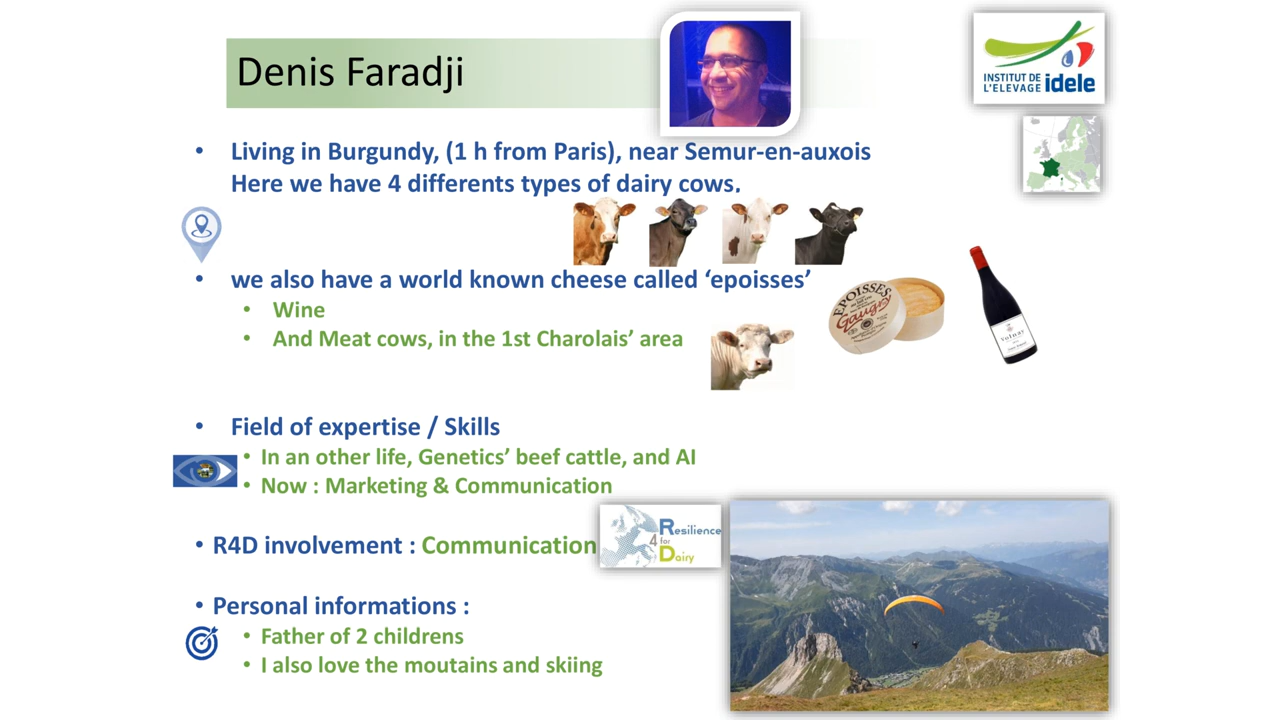 Denis Faradji
INSTITUT DE
L'ELEVAGE idele
Living in Burgundy, (1 h from Paris), near Semur-en-auxois
Here we have 4 differents types of dairy cows.
we also have a world known cheese called ‘epoisses’
Wine
And Meat cows, in the 1st Charolais’ area
EPOISSES
Gaugry
Volnay
Field of expertise / Skills
In an other life, Genetics’ beef cattle, and AI
Now : Marketing & Communication
R4D involvement : Communication
Resilience
4 for
Dairy
Personal informations :
Father of 2 childrens
I also love the moutains and skiing